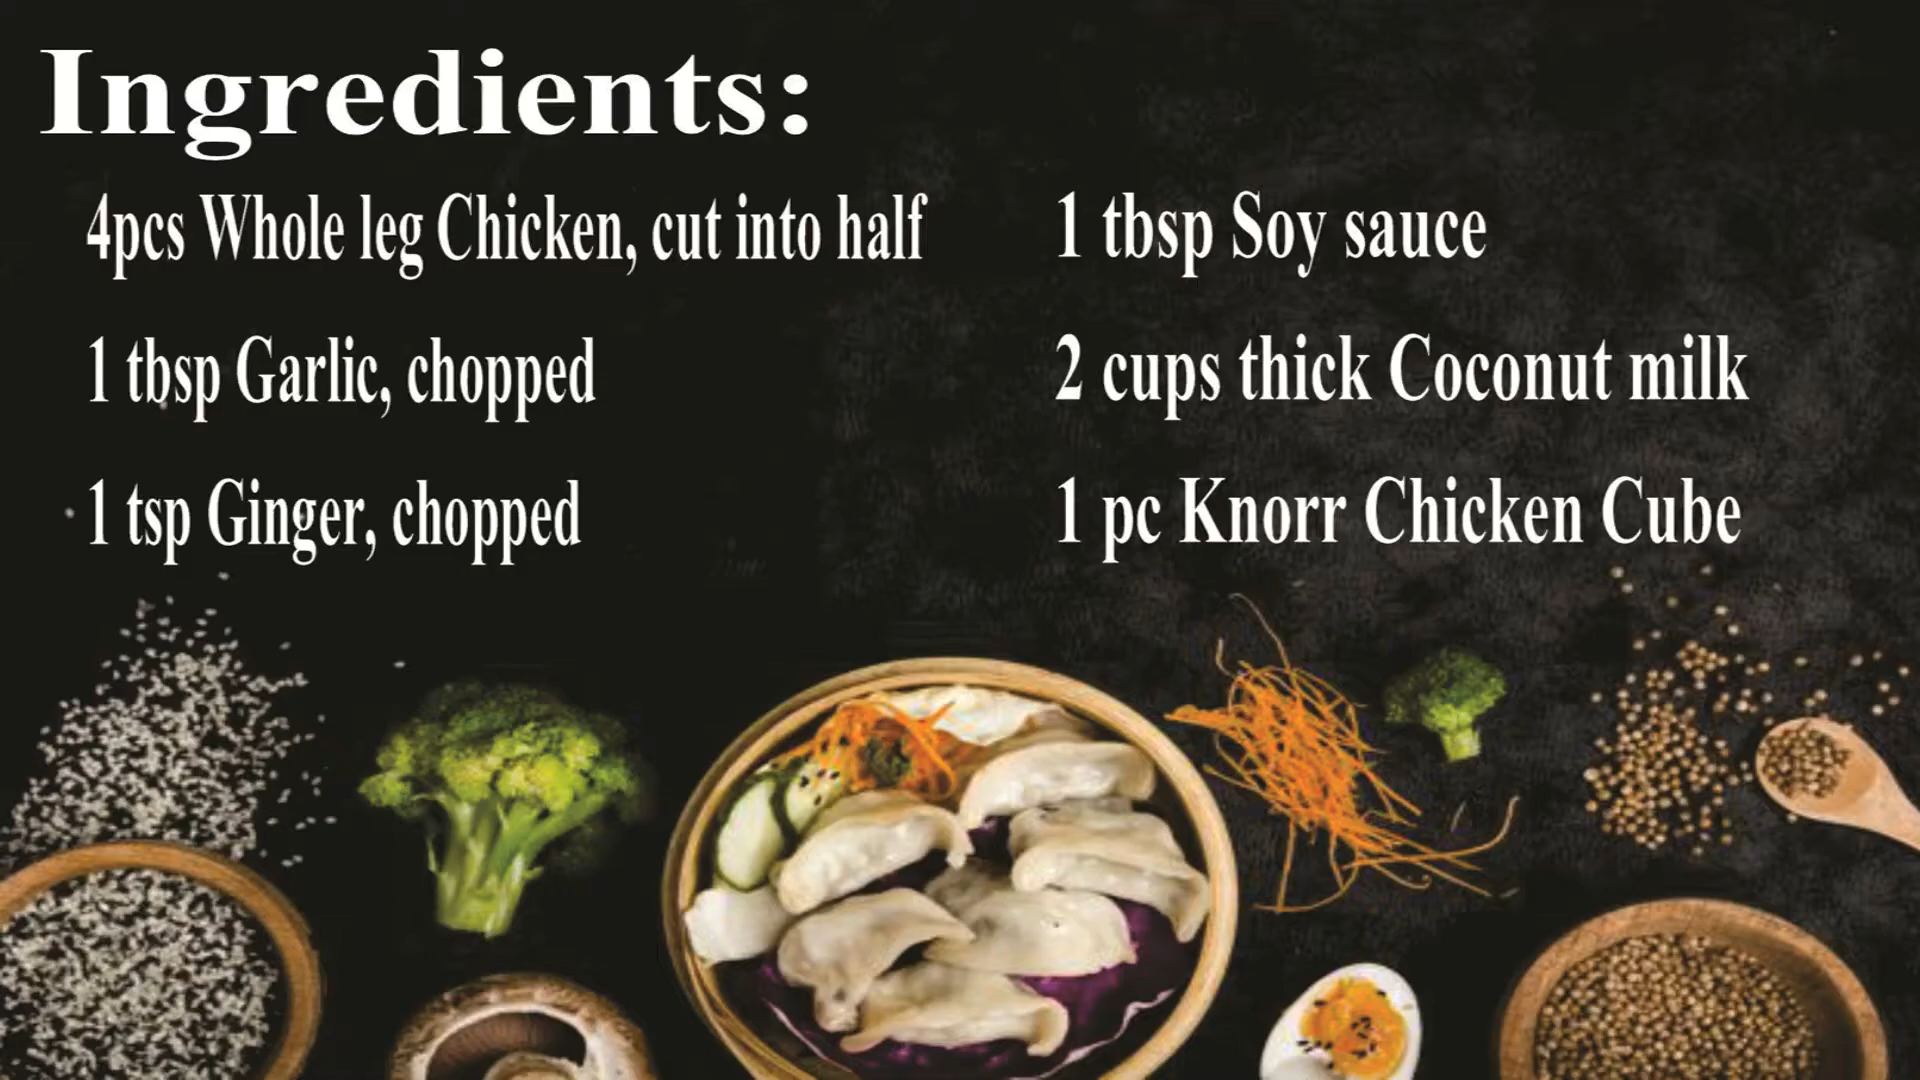 Ingredients:
4pcs Whole leg Chicken, cut into half
1 tbsp Garlic, chopped
1 tsp Ginger, chopped
1 tbsp Soy sauce
2 cups thick Coconut milk
1 pc Knorr Chicken Cube